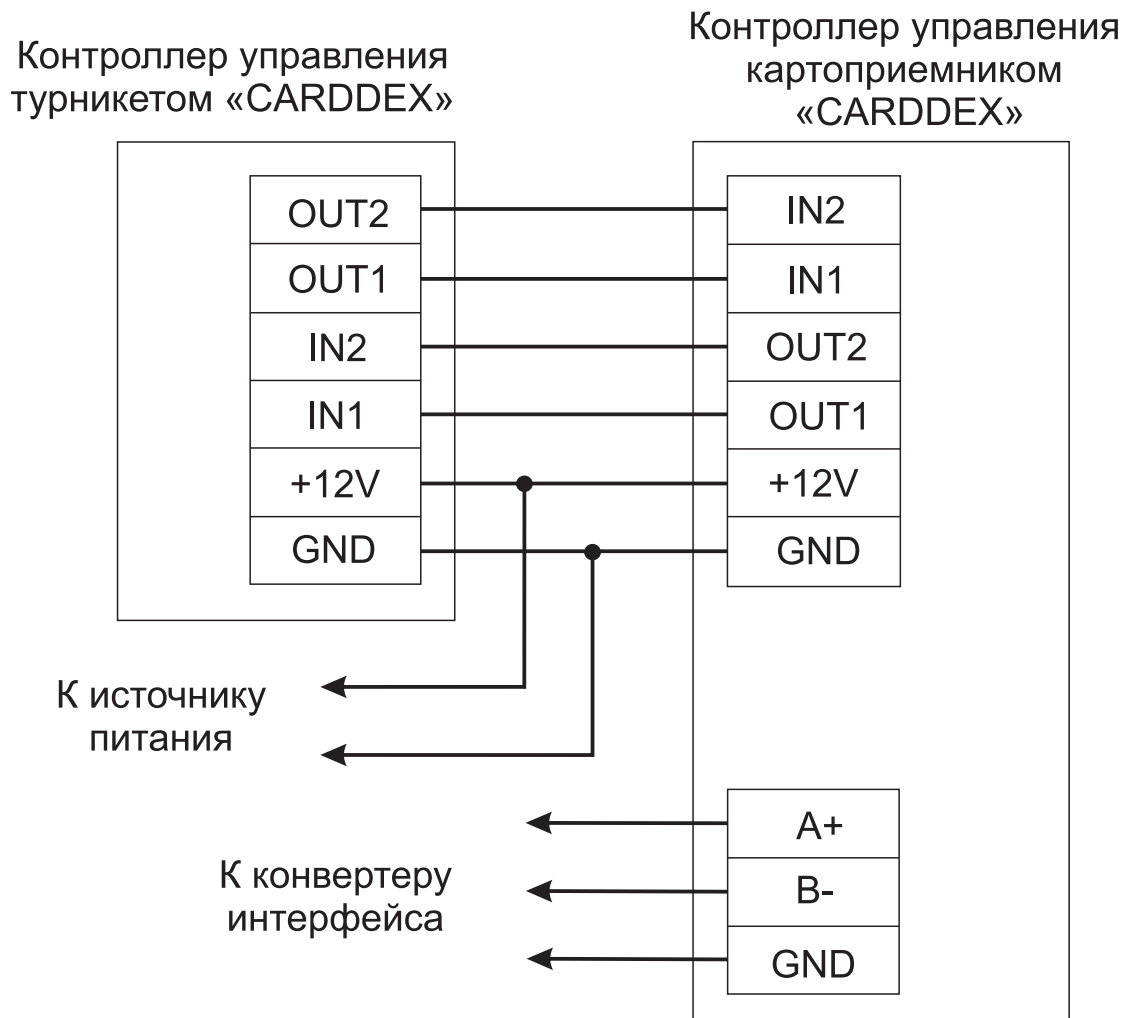 Контроллер управления
турникетом «CARDDEX»
Контроллер управления
картоприемником
«CARDDEX»
OUT2
OUT1
IN2
IN1
+12V
GND
IN2
IN1
OUT2
OUT1
+12V
GND
К источнику
питания
К конвертеру
интерфейса
A+
B-
GND